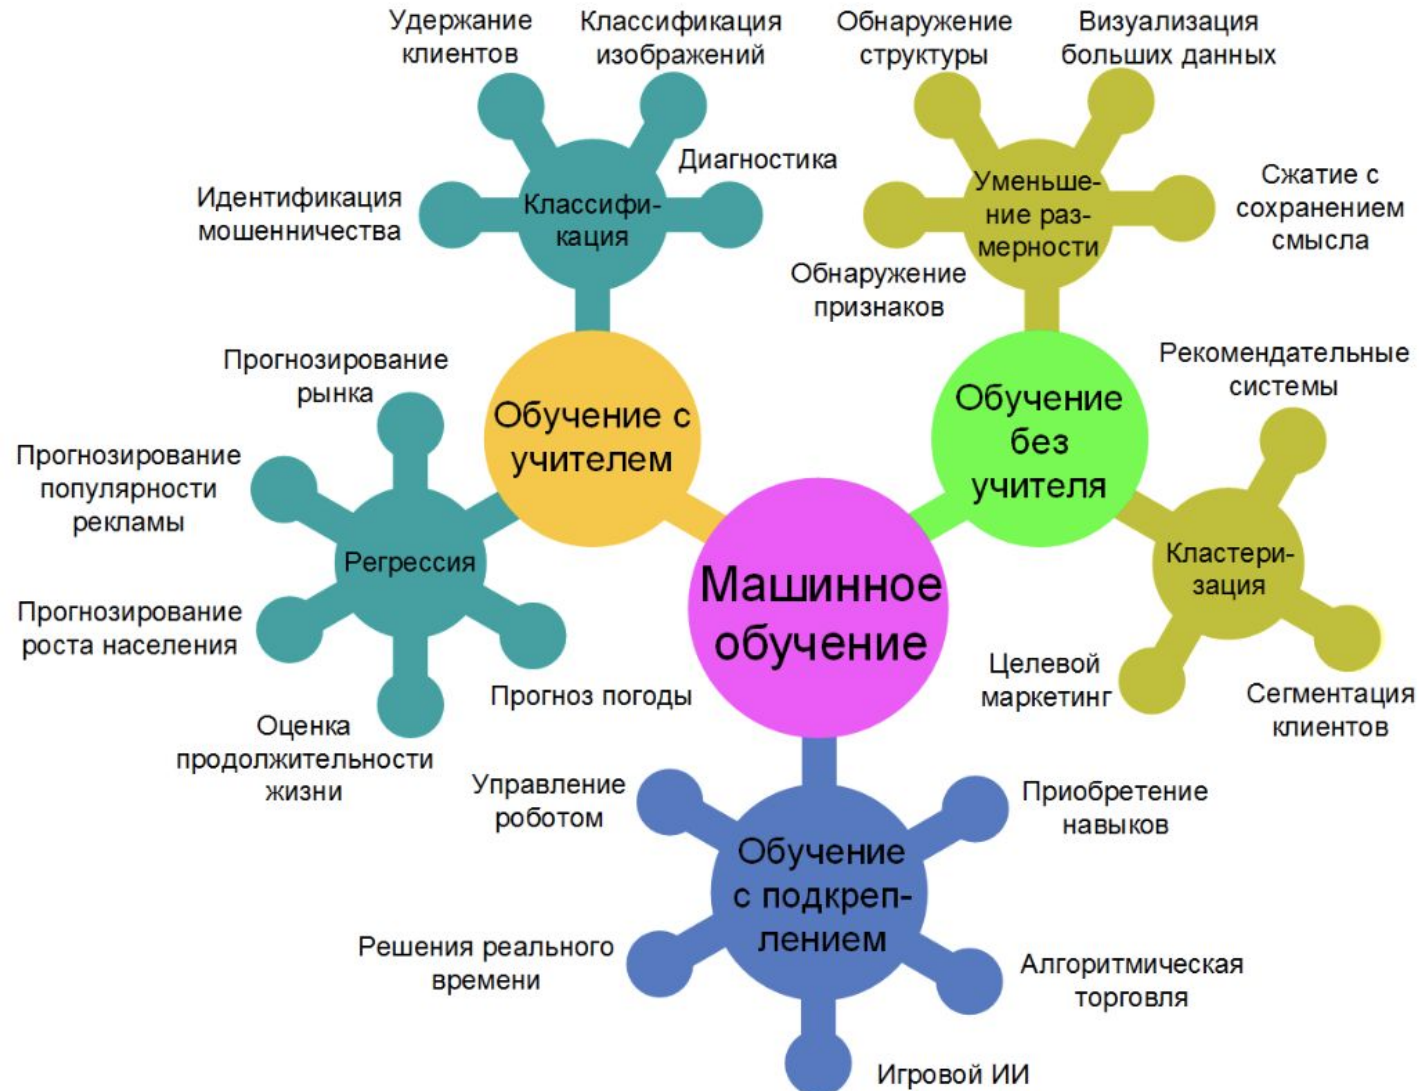 Удержание
клиентов
Классификация
изображений
Обнаружение
структуры
Визуализация
больших данных
Диагностика
Идентификация
мошенничества
Классифи-
кация
Уменьше-
ние раз-
мерности
Сжатие с
сохранением
смысла
Обнаружение
признаков
Прогнозирование
рынка
Рекомендательные
системы
Обучение с
учителем
Обучение
без
учителя
Прогнозирование
популярности
рекламы
Регрессия
Кластери-
зация
Машинное
обучение
Прогнозирование
роста населения
Целевой
маркетинг
Сегментация
клиентов
Прогноз погоды
Оценка
продолжительности
жизни
Управление
роботом
Приобретение
навыков
Обучение
с подкреп-
лением
Решения реального
времени
Алгоритмическая
торговля
Игровой ИИ